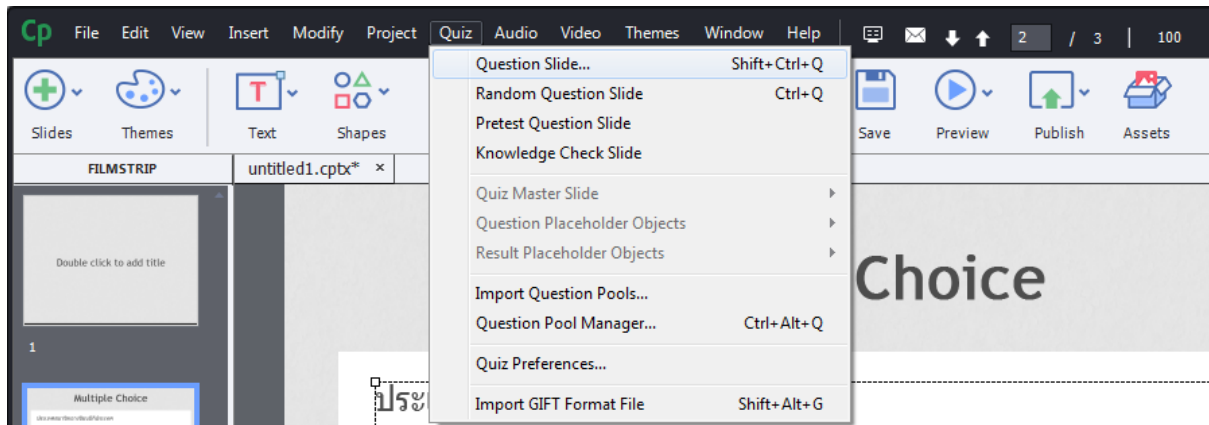 Cp File Edit View Insert Modify Project Quiz Audio Video Themes Window Help 2 / 3 | 100
Slides Themes Text Shapes Save Preview Publish Assets
FILMSTRIP untitled1.cptx* ×
Question Slide... Shift+Ctrl+Q
Random Question Slide Ctrl+Q
Pretest Question Slide
Knowledge Check Slide
Quiz Master Slide
Question Placeholder Objects
Result Placeholder Objects
Import Question Pools...
Question Pool Manager... Ctrl+Alt+Q
Quiz Preferences...
Import GIFT Format File Shift+Alt+G
Double click to add title
1
Multiple Choice
Choice